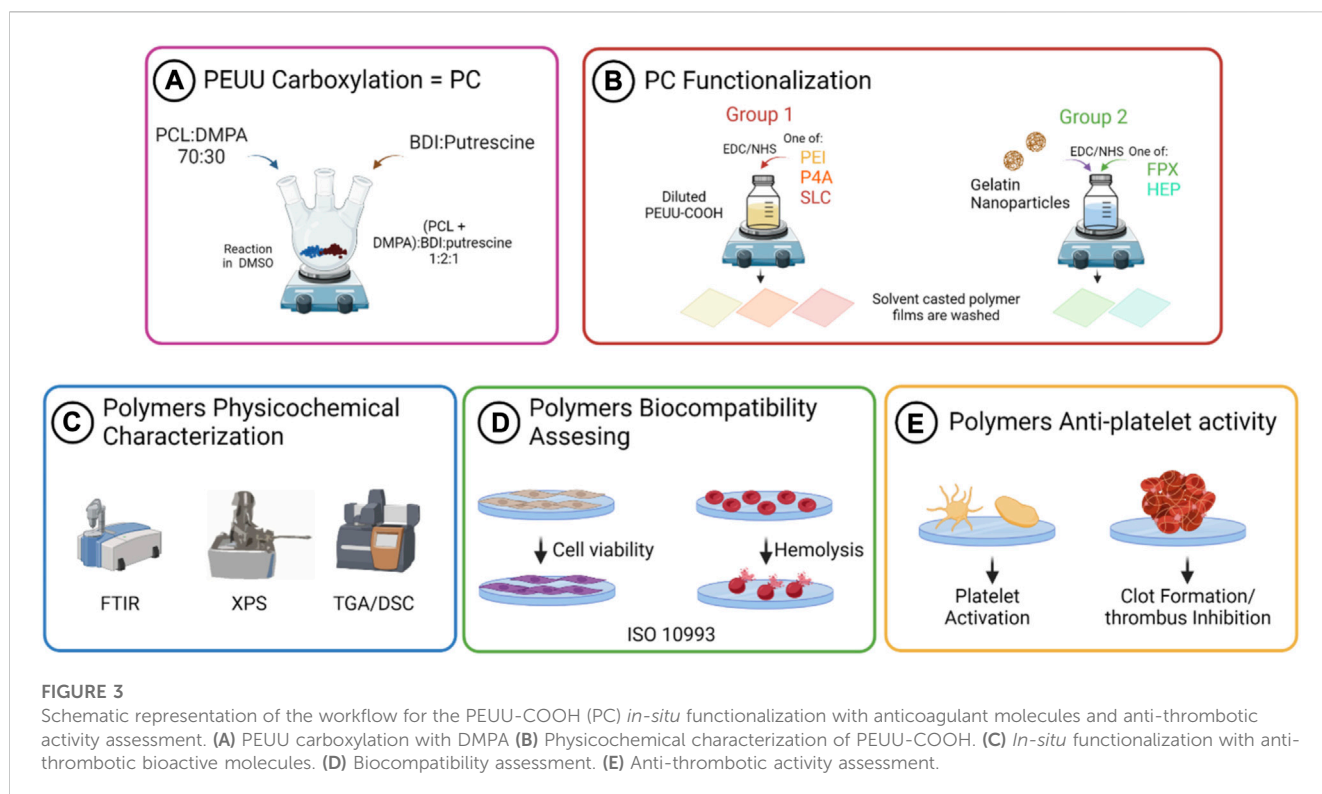 A PEUU Carboxylation = PC
PCL:DMPA
70:30
BDI:Putrescine
Reaction
in DMSO
(PCL +
DMPA):BDI:putrescine
1:2:1
B PC Functionalization
Group 1
EDC/NHS
One of:
PEI
P4A
SLC
Diluted
PEUU-COOH
Group 2
EDC/NHS
One of:
FPX
HEP
Gelatin
Nanoparticles
Solvent casted polymer
films are washed
C Polymers Physicochemical
Characterization
FTIR
XPS
TGA/DSC
D Polymers Biocompatibility
Assesing
Cell viability
Hemolysis
ISO 10993
E Polymers Anti-platelet activity
Platelet
Activation
Clot Formation/
thrombus Inhibition
FIGURE 3
Schematic representation of the workflow for the PEUU-COOH (PC) in-situ functionalization with anticoagulant molecules and anti-thrombotic
activity assessment. (A) PEUU carboxylation with DMPA (B) Physicochemical characterization of PEUU-COOH. (C) In-situ functionalization with anti-
thrombotic bioactive molecules. (D) Biocompatibility assessment. (E) Anti-thrombotic activity assessment.